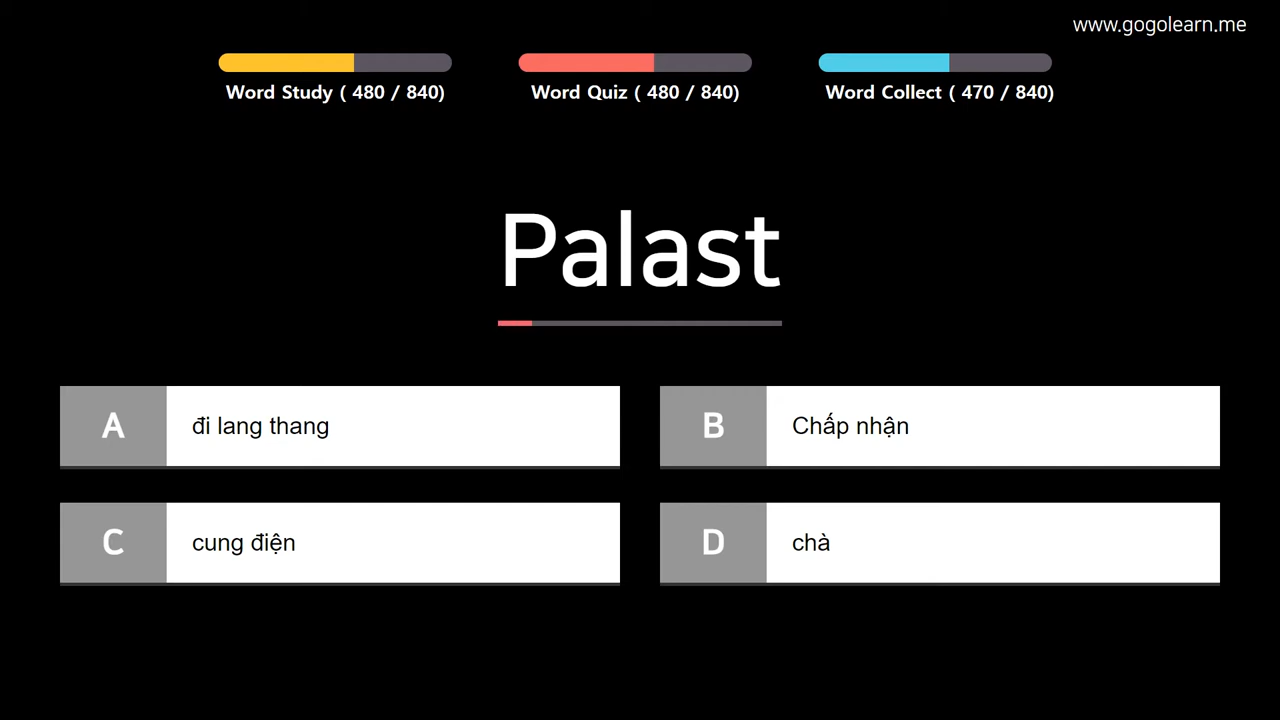 www.gogolearn.me
Word Study ( 480 / 840)
Word Quiz ( 480 / 840)
Word Collect ( 470 / 840)
Palast
A đi lang thang
B Chấp nhận
C cung điện
D chà